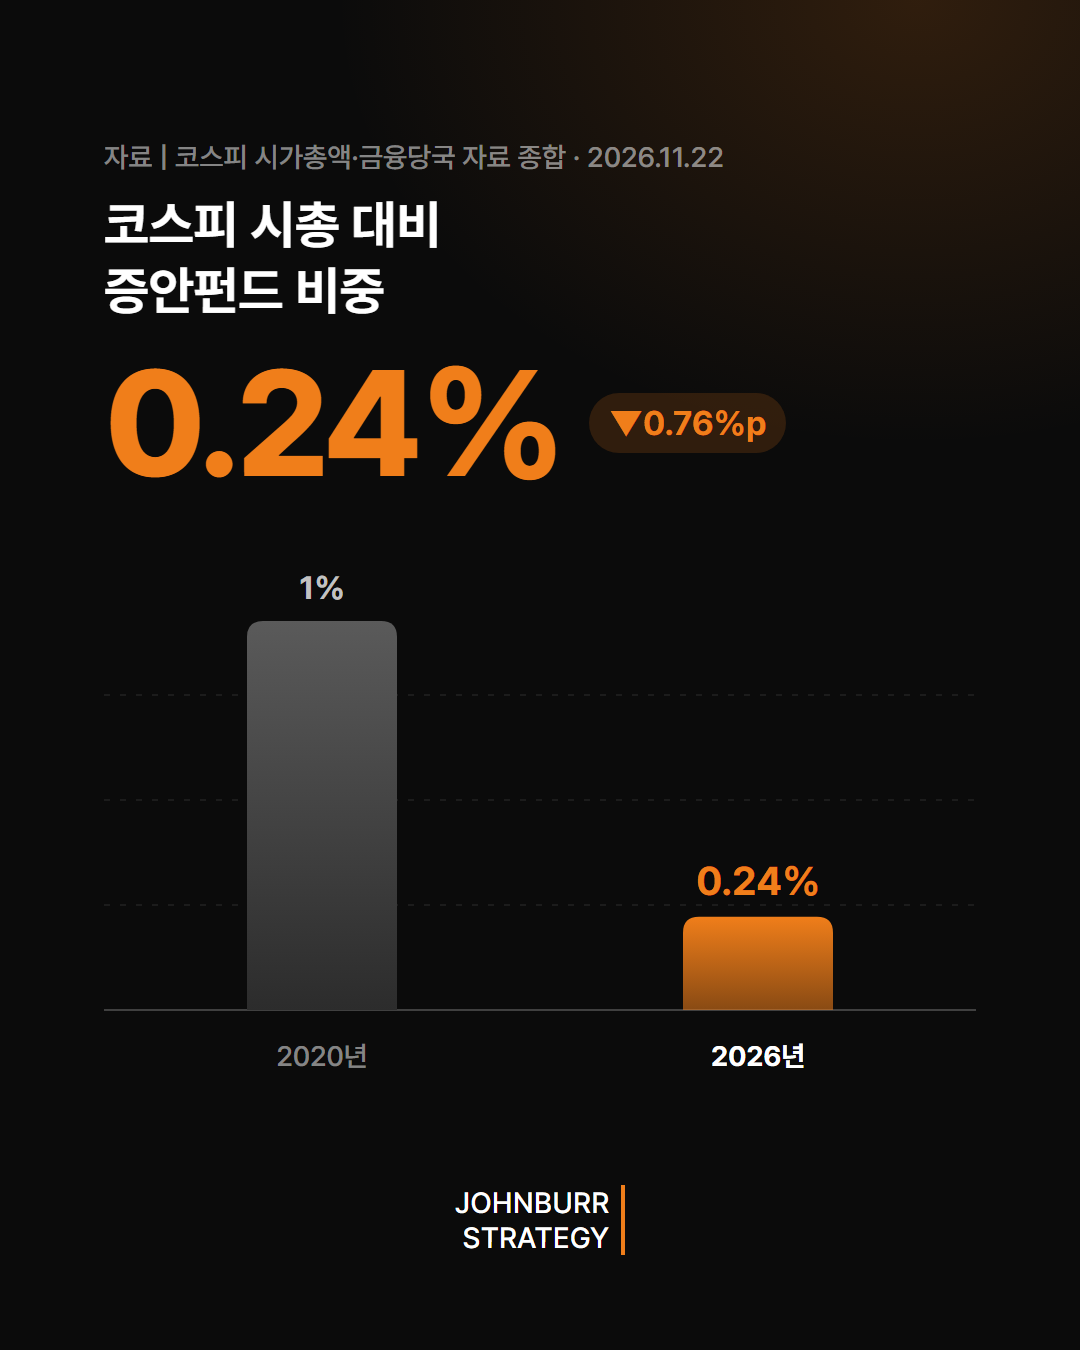 자료 | 코스피 시가총액·금융당국 자료 종합 · 2026.11.22
코스피 시총 대비
증안펀드 비중
0.24% ▼0.76%p
1%
0.24%
2020년 2026년
JOHNBURR
STRATEGY